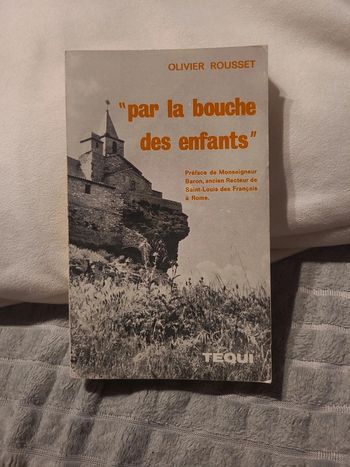 OLIVIER ROUSSET
"par la bouche
des enfants"
Préface de Monseigneur
Baron, ancien Recteur de
Saint-Louis des Français
à Rome.
TEQUI